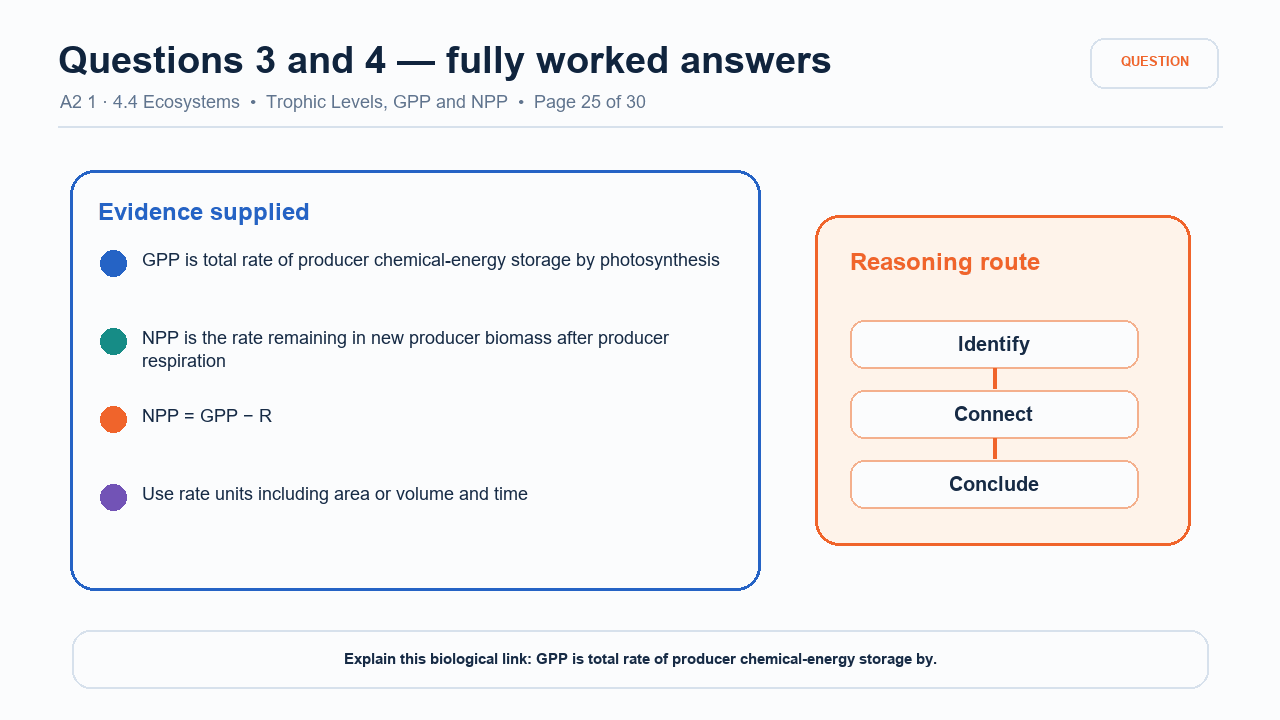 Questions 3 and 4 — fully worked answers
QUESTION
A2 1 · 4.4 Ecosystems • Trophic Levels, GPP and NPP • Page 25 of 30
Evidence supplied
GPP is total rate of producer chemical-energy storage by photosynthesis
NPP is the rate remaining in new producer biomass after producer
respiration
NPP = GPP − R
Use rate units including area or volume and time
Reasoning route
Identify
Connect
Conclude
Explain this biological link: GPP is total rate of producer chemical-energy storage by.